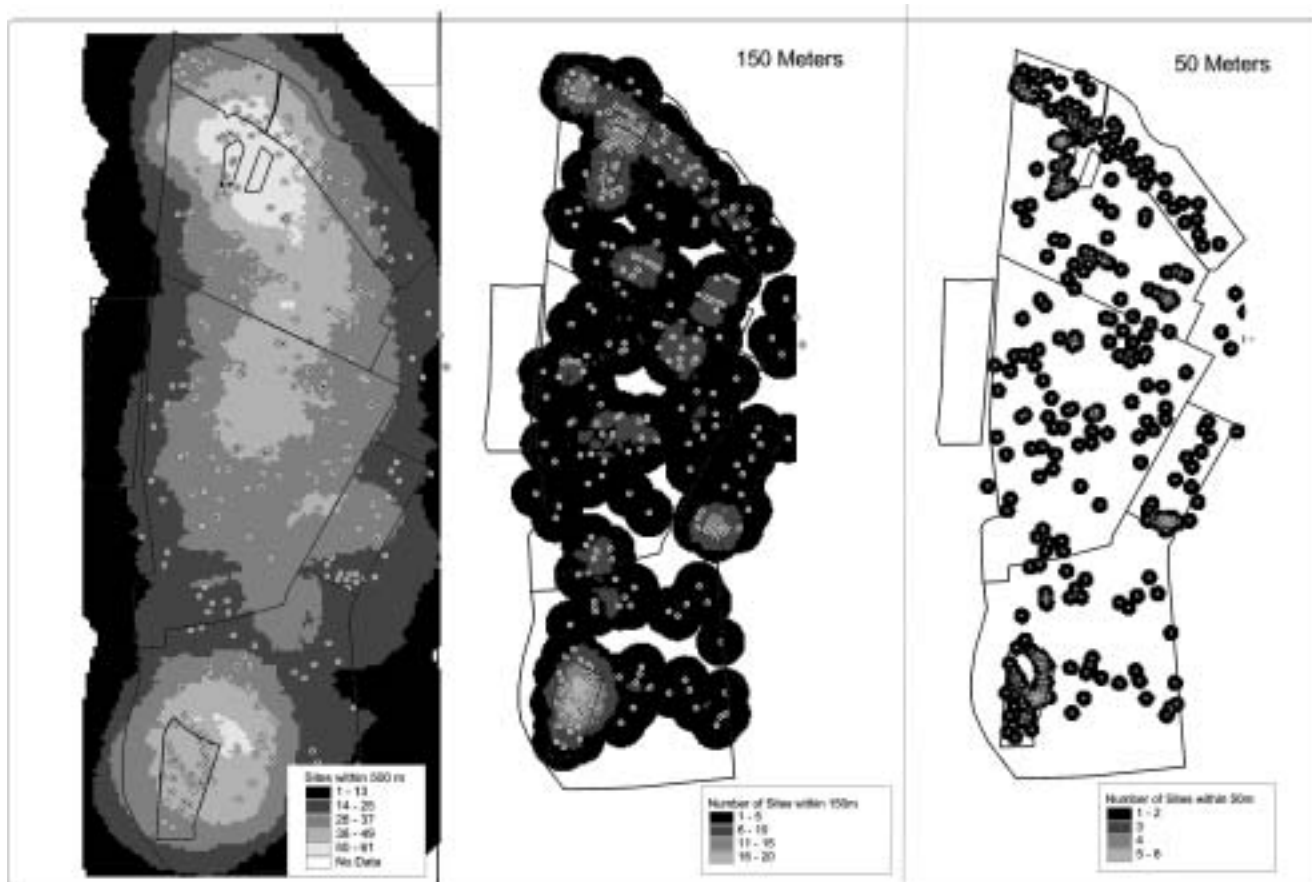 150 Meters
50 Meters
Sites within 500 m
1 - 13
14 - 25
26 - 37
38 - 49
50 - 61
No Data
Number of Sites within 150m
1 - 5
6 - 10
11 - 15
16 - 20
Number of Sites within 50m
1 - 2
3
4
5 - 6